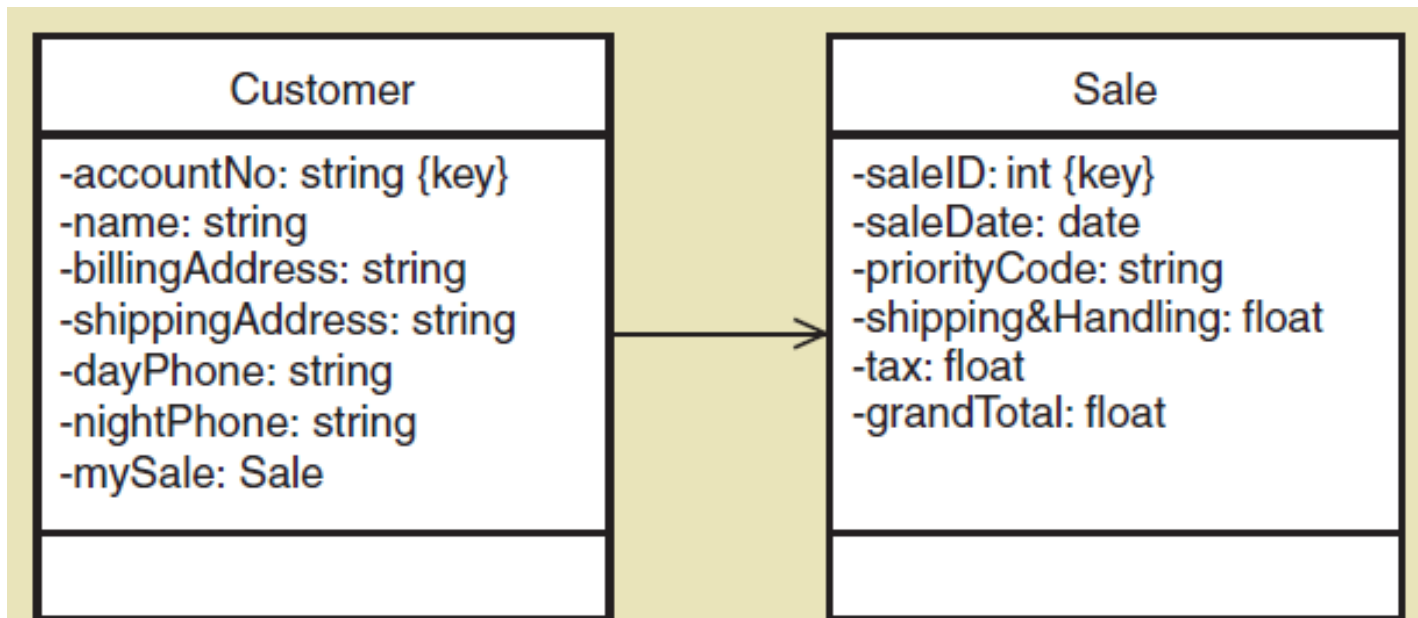 Customer
-accountNo: string {key}
-name: string
-billingAddress: string
-shippingAddress: string
-dayPhone: string
-nightPhone: string
-mySale: Sale
Sale
-saleID: int {key}
-saleDate: date
-priorityCode: string
-shipping&Handling: float
-tax: float
-grandTotal: float